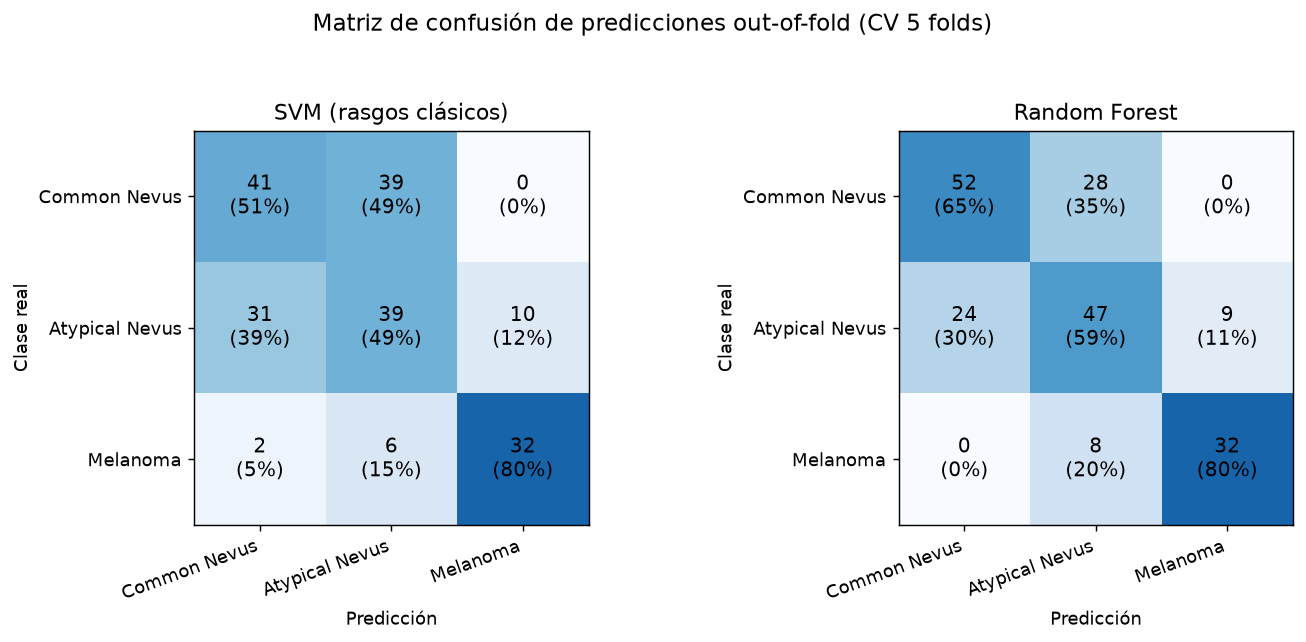 Matriz de confusión de predicciones out-of-fold (CV 5 folds)
SVM (rasgos clásicos)
Clase real
Common Nevus
41
(51%)
39
(49%)
0
(0%)
Atypical Nevus
31
(39%)
39
(49%)
10
(12%)
Melanoma
2
(5%)
6
(15%)
32
(80%)
Common Nevus
Atypical Nevus
Melanoma
Predicción
Random Forest
Clase real
Common Nevus
52
(65%)
28
(35%)
0
(0%)
Atypical Nevus
24
(30%)
47
(59%)
9
(11%)
Melanoma
0
(0%)
8
(20%)
32
(80%)
Common Nevus
Atypical Nevus
Melanoma
Predicción